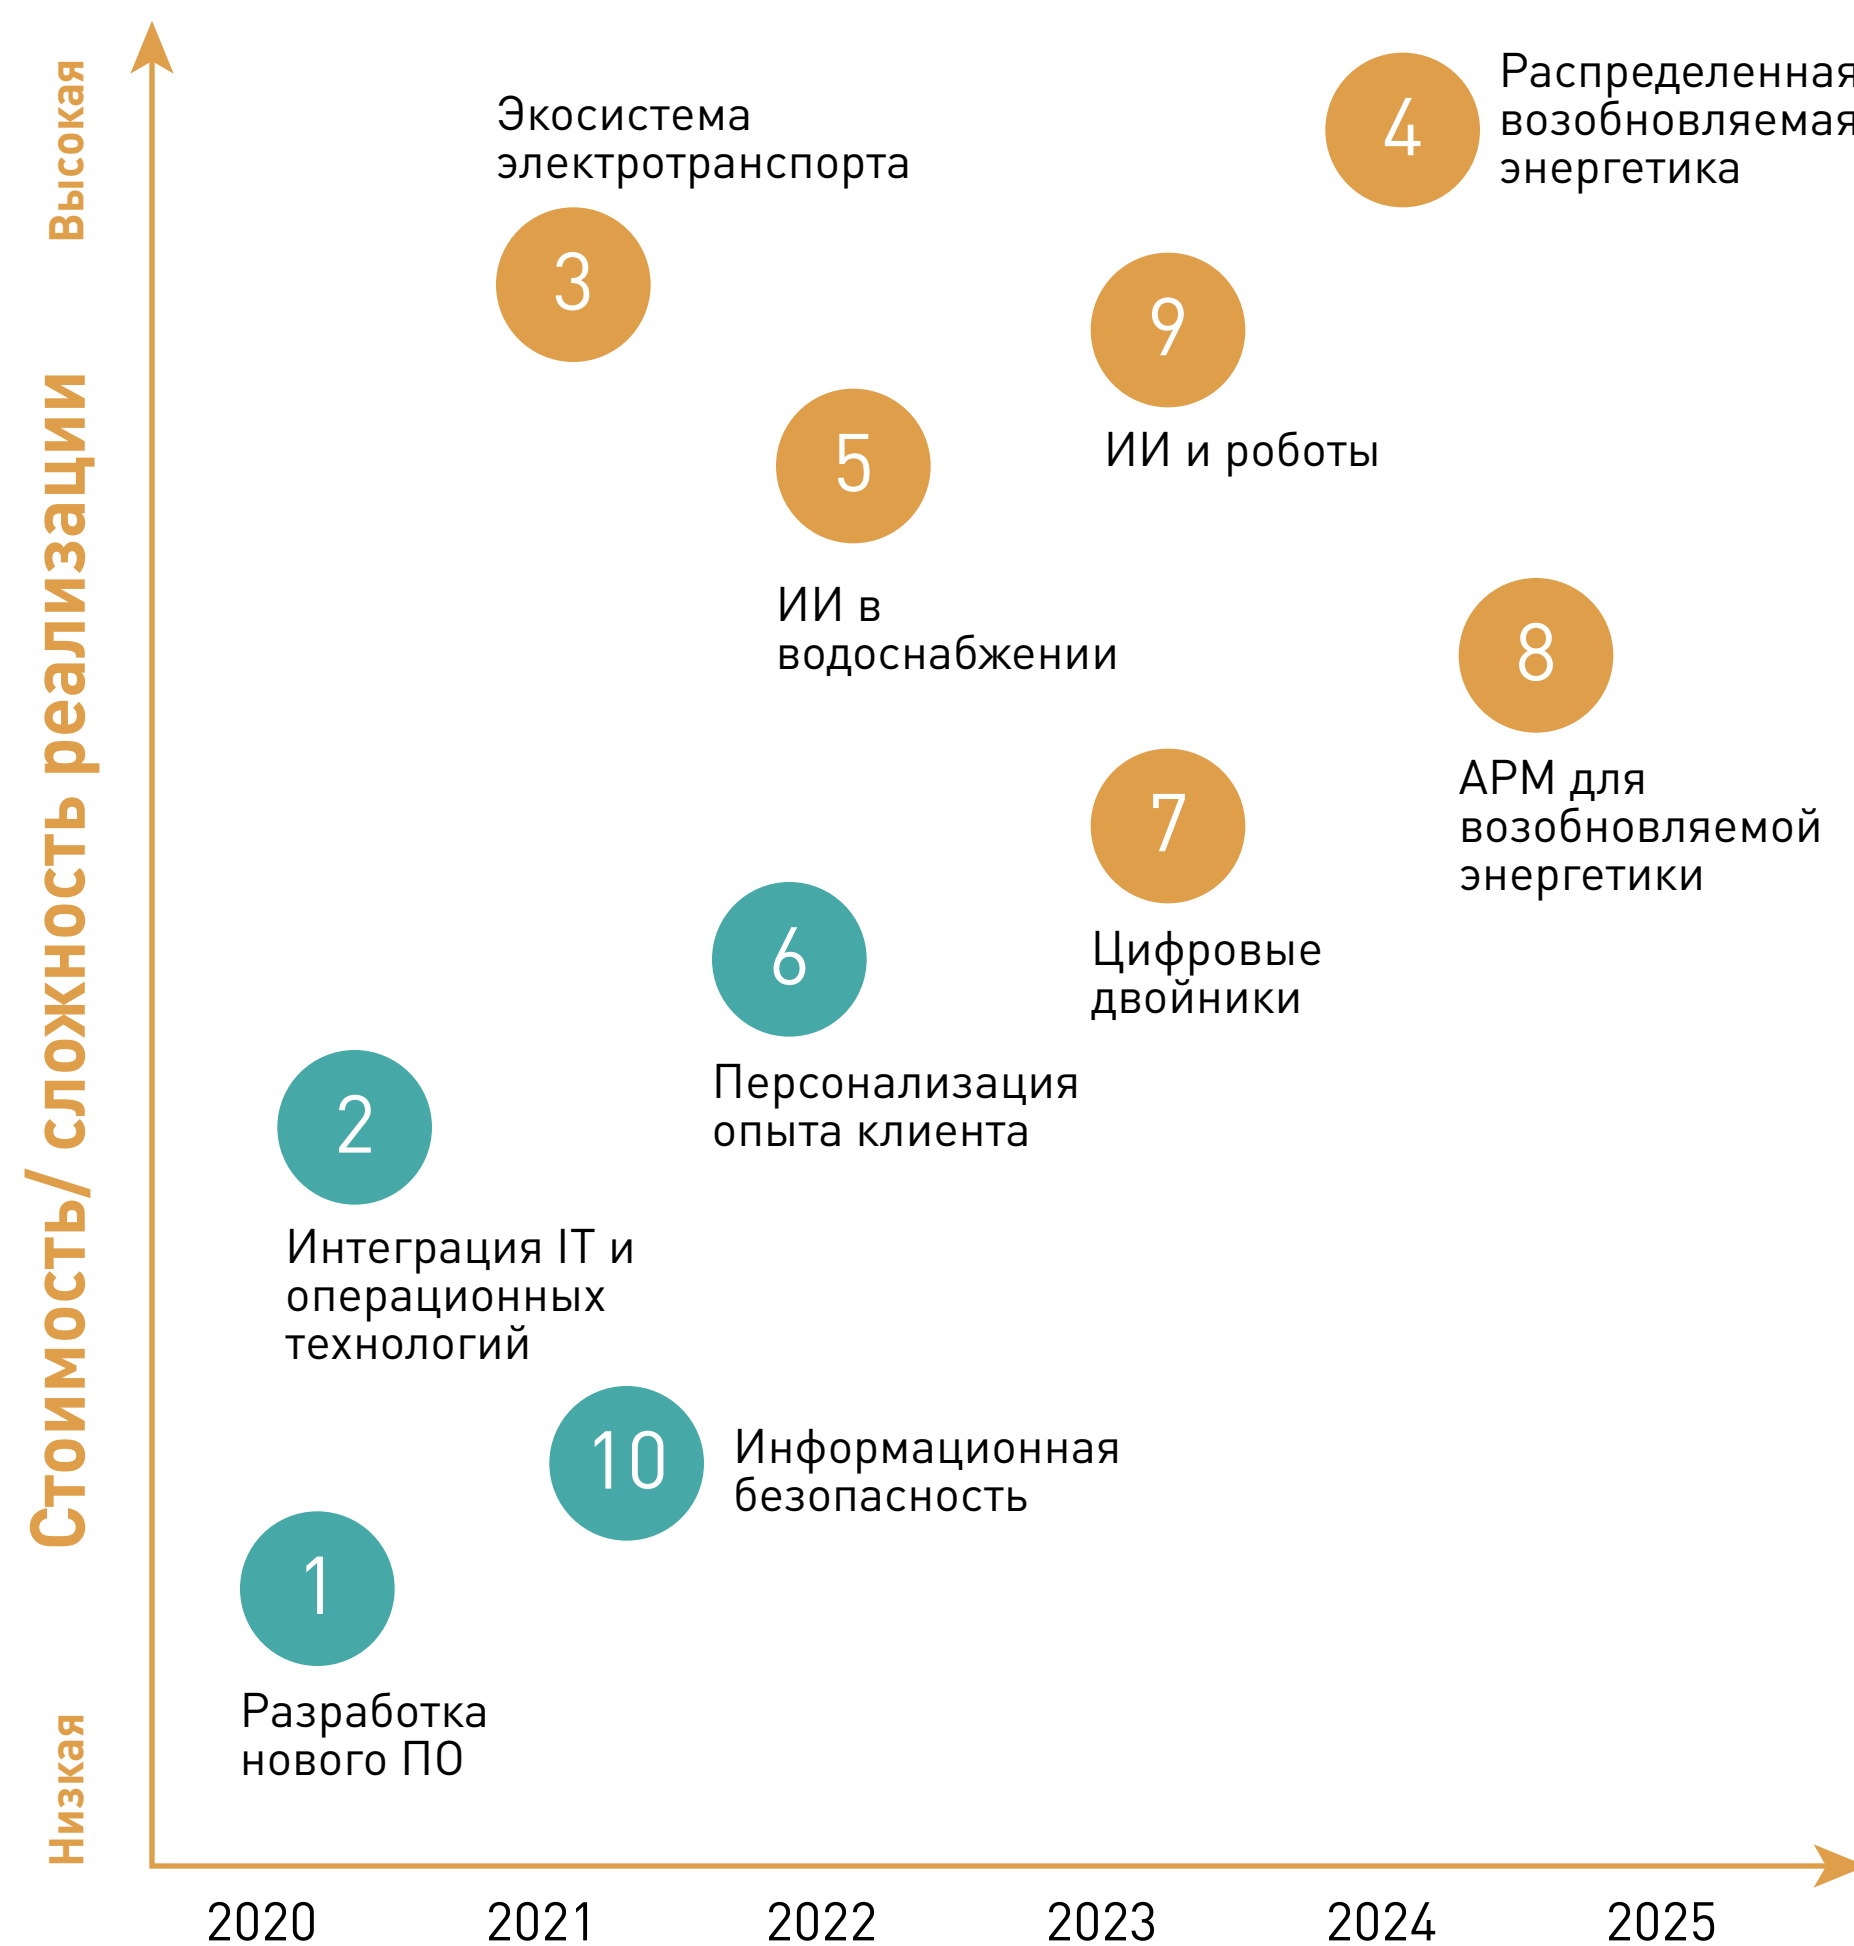 Высокая
Стоимость/ сложность реализации
Низкая
Экосистема
электротранспорта
3
4
Распределенная
возобновляемая
энергетика
9
ИИ и роботы
5
ИИ в
водоснабжении
8
АРМ для
возобновляемой
энергетики
7
Цифровые
двойники
6
Персонализация
опыта клиента
2
Интеграция IT и
операционных
технологий
10
Информационная
безопасность
1
Разработка
нового ПО
2020 2021 2022 2023 2024 2025